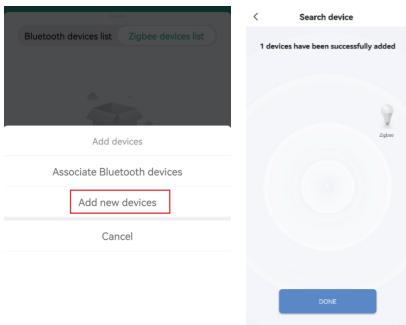 Bluetooth devices list Zigbee devices list
Add devices
Associate Bluetooth devices
Add new devices
Cancel
Search device
1 devices have been successfully added
Zigbee
DONE